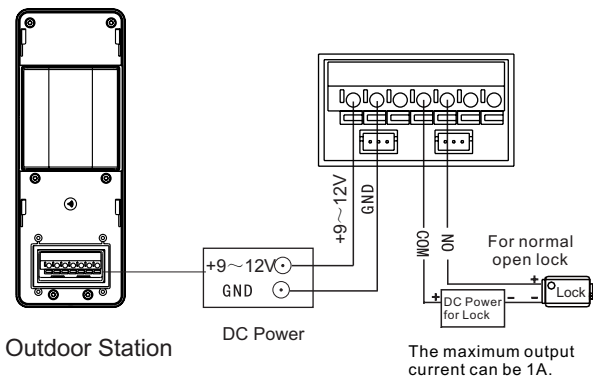 +9～12V
GND
COM
NO
For normal
open lock
+9～12V
GND
+
DC Power
for Lock
-
+
-
Lock
DC Power
Outdoor Station
The maximum output
current can be 1A.